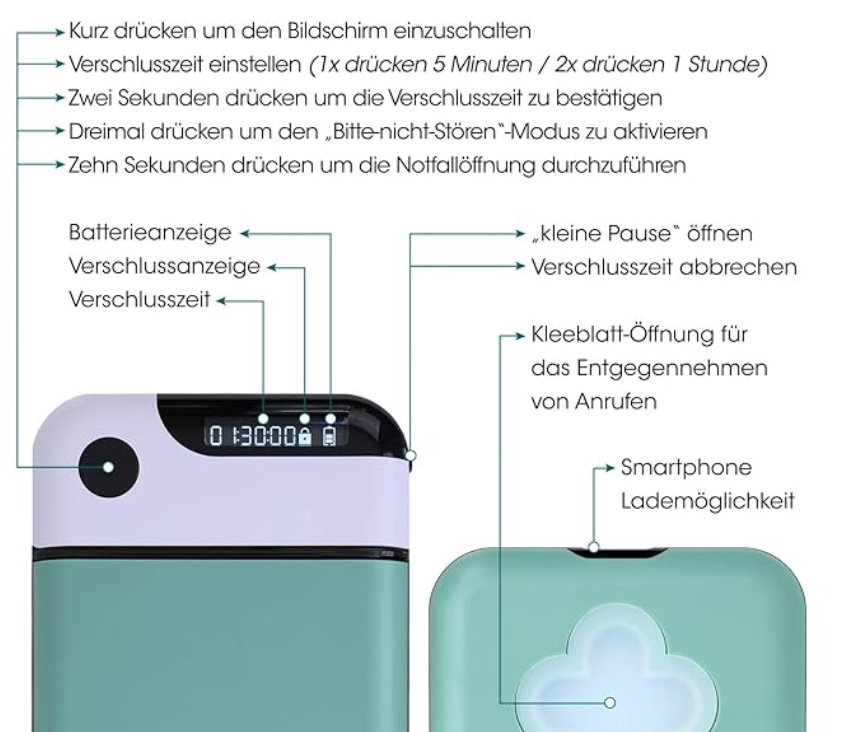 Kurz drücken um den Bildschirm einzuschalten
Verschlusszeit einstellen (1x drücken 5 Minuten / 2x drücken 1 Stunde)
Zwei Sekunden drücken um die Verschlusszeit zu bestätigen
Dreimal drücken um den „Bitte-nicht-Stören“-Modus zu aktivieren
Zehn Sekunden drücken um die Notfallöffnung durchzuführen
Batterieanzeige
Verschlussanzeige
Verschlusszeit
„kleine Pause“ öffnen
Verschlusszeit abbrechen
Kleeblatt-Öffnung für
das Entgegennehmen
von Anrufen
01:30:00
Smartphone
Lademöglichkeit